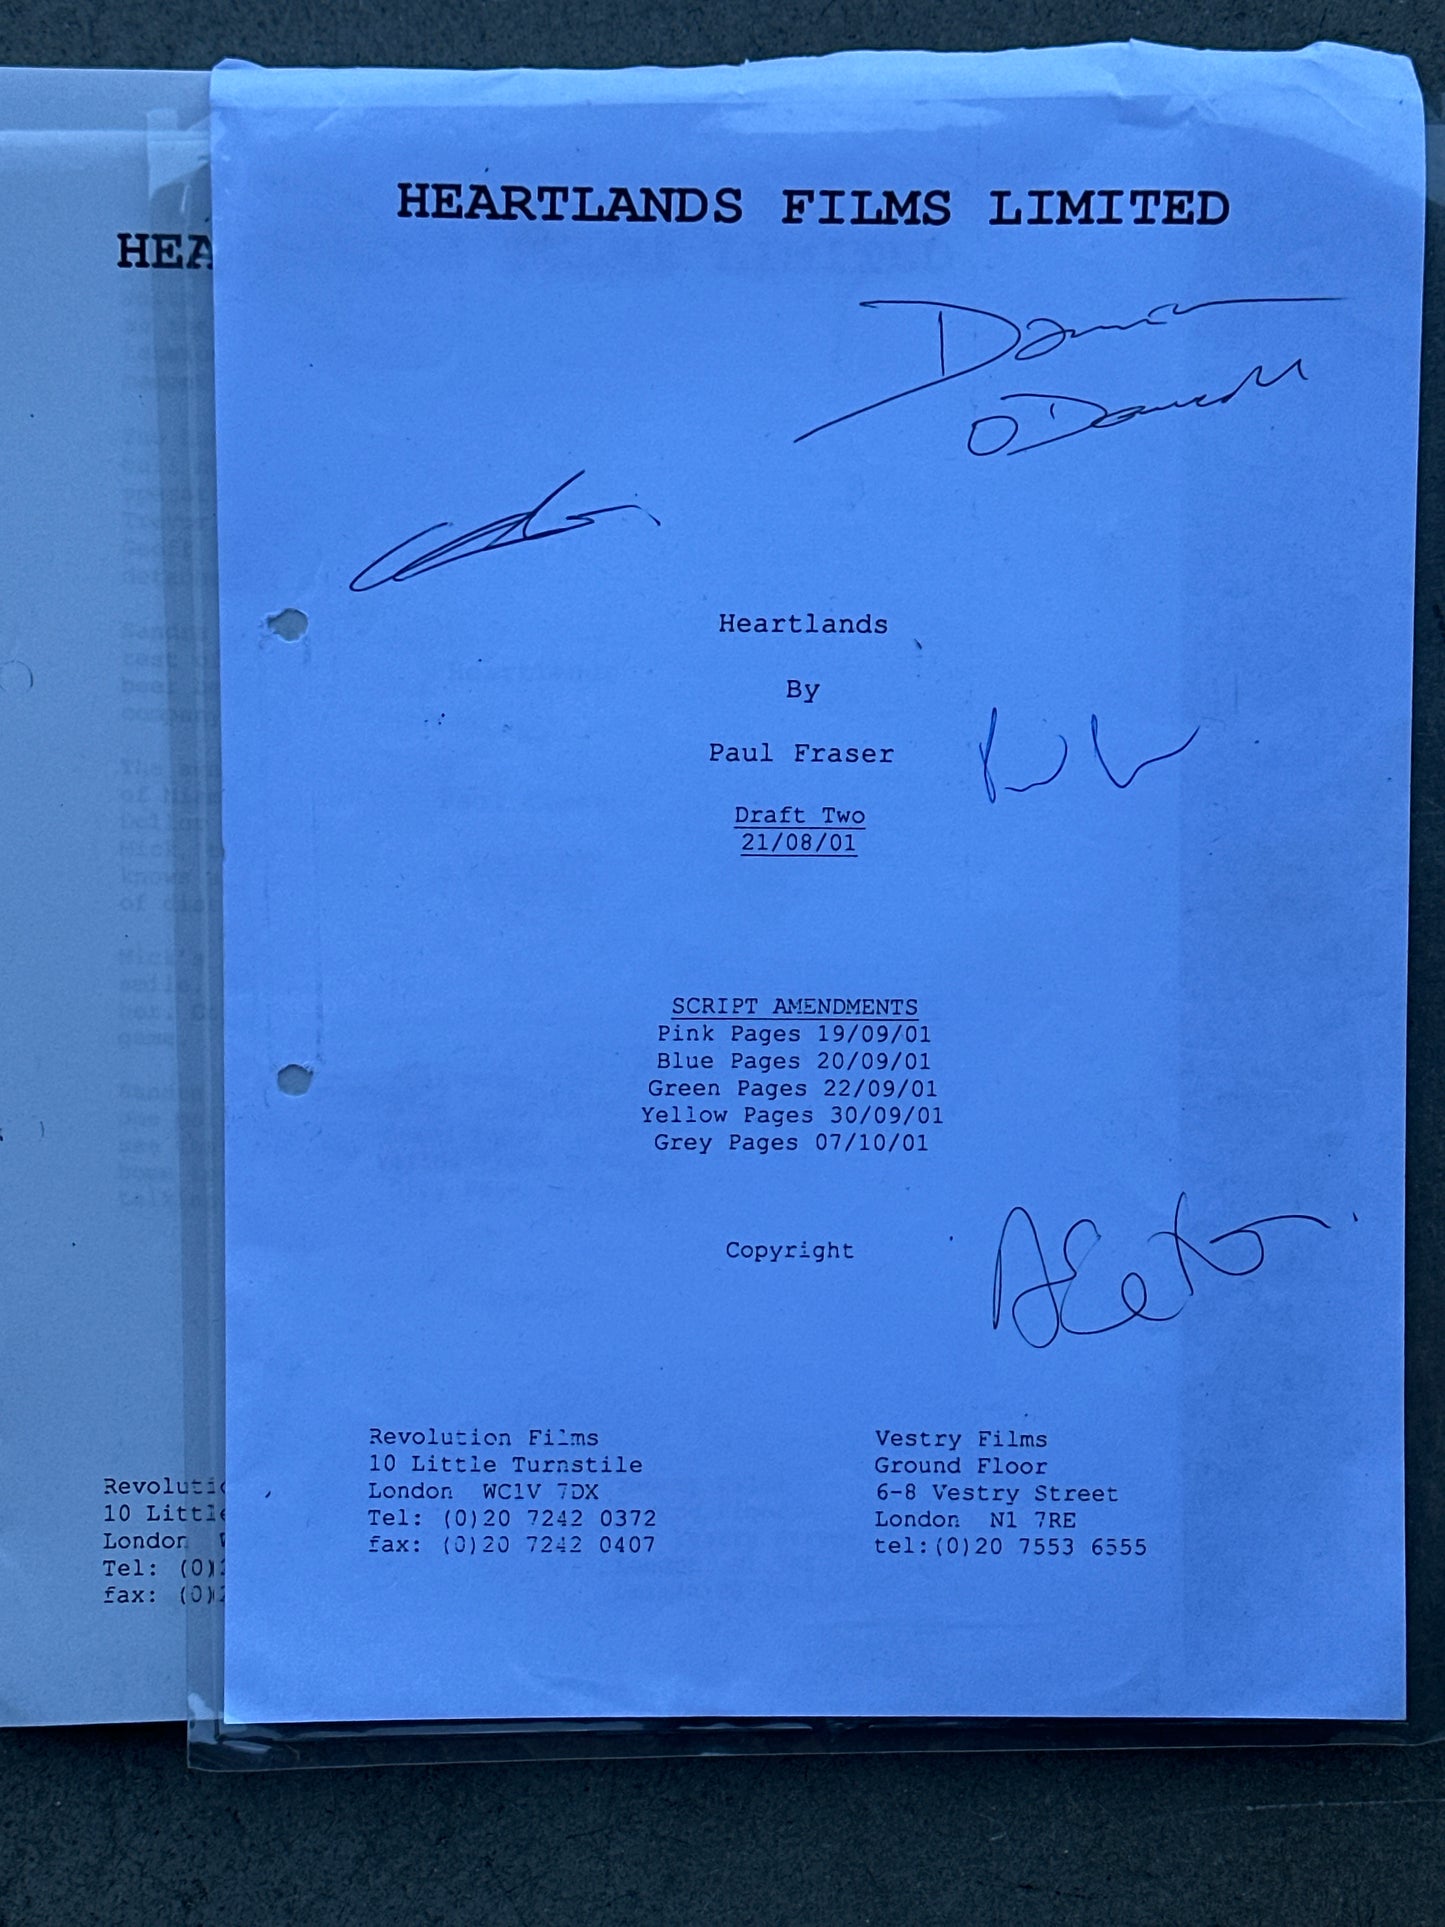 HEARTLANDS FILMS LIMITED
HEA
Damien
O'Donnell
Heartlands
By
Paul Fraser
Draft Two
21/08/01
SCRIPT AMENDMENTS
Pink Pages 19/09/01
Blue Pages 20/09/01
Green Pages 22/09/01
Yellow Pages 30/09/01
Grey Pages 07/10/01
Copyright
Revolution Films
10 Little Turnstile
London WC1V 7DX
Tel: (0)20 7242 0372
fax: (0)20 7242 0407
Vestry Films
Ground Floor
6-8 Vestry Street
London N1 7RE
tel:(0)20 7553 6555
Revolutio
10 Little
London
Tel: (0)
fax: (0)